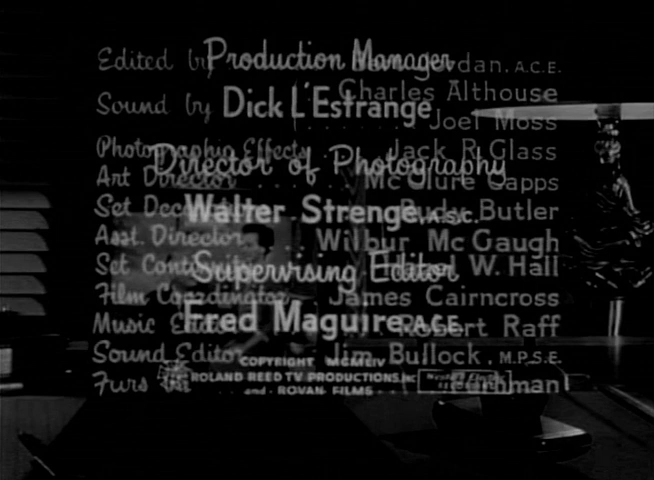 Production Manager
Dick L'Estrange
Director of Photography
Walter Strenge, A.S.C.
Supervising Editor
Fred Maguire A.C.E.
COPYRIGHT MCMLIV
ROLAND REED TV PRODUCTIONS, INC
and ROVAN FILMS
Edited by A.C.E.
Sound by Charles Althouse
Joel Moss
Photographic Effects Jack R. Glass
Art Director McClure Capps
Set Butler
Asst. Director Wilbur McGaugh
Set W. Hall
Film Coordinator James Cairncross
Music Editor Robert Raff
Sound Editor Jim Bullock, M.P.S.E.
Furs by